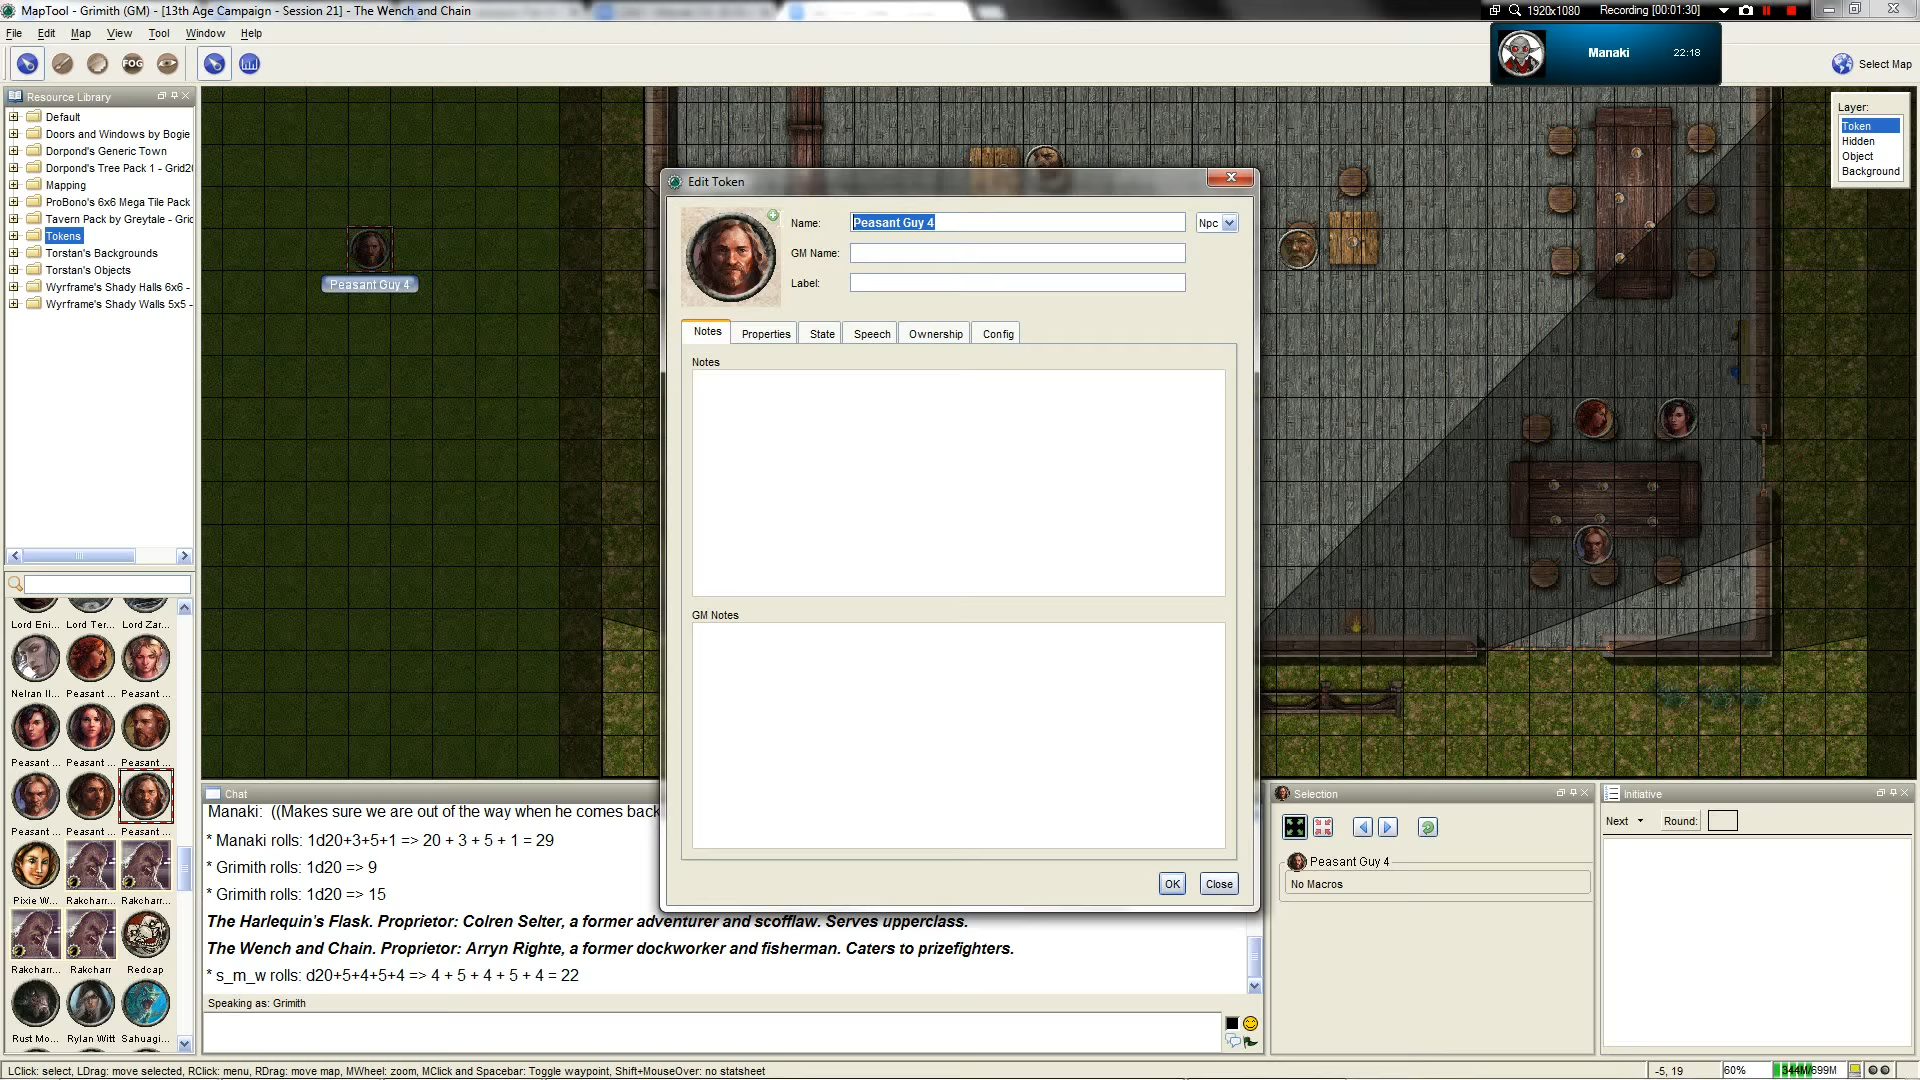 MapTool - Grimith (GM) - [13th Age Campaign - Session 21] - The Wench and Chain
1920x1080
Recording [00:01:30]
File Edit Map View Tool Window Help
FOG
Manaki 22:18
Select Map
Resource Library
Default
Doors and Windows by Bogie
Dorpond's Generic Town
Dorpond's Tree Pack 1 - Grid20
Mapping
ProBono's 6x6 Mega Tile Pack
Tavern Pack by Greytale - Grid
Tokens
Torstan's Backgrounds
Torstan's Objects
Wyrframe's Shady Halls 6x6 -
Wyrframe's Shady Walls 5x5 -
Peasant Guy 4
Layer:
Token
Hidden
Object
Background
Edit Token
Name: Peasant Guy 4 Npc
GM Name:
Label:
Notes Properties State Speech Ownership Config
Notes
GM Notes
OK Close
Lord Eni... Lord Ter... Lord Zar...
Nelran Il... Peasant ... Peasant ...
Peasant ... Peasant ... Peasant ...
Peasant ... Peasant ... Peasant ...
Pixie W... Rakcharr... Rakcharr...
Rakcharr... Rakcharr Redcap
Rust Mo... Rylan Witt Sahuagi...
Chat
Manaki: ((Makes sure we are out of the way when he comes back
* Manaki rolls: 1d20+3+5+1 => 20 + 3 + 5 + 1 = 29
* Grimith rolls: 1d20 => 9
* Grimith rolls: 1d20 => 15
The Harlequin's Flask. Proprietor: Colren Selter, a former adventurer and scofflaw. Serves upperclass.
The Wench and Chain. Proprietor: Arryn Righte, a former dockworker and fisherman. Caters to prizefighters.
* s_m_w rolls: d20+5+4+5+4 => 4 + 5 + 4 + 5 + 4 = 22
Speaking as: Grimith
Selection
Peasant Guy 4
No Macros
Initiative
Next Round:
LClick: select, LDrag: move selected, RClick: menu, RDrag: move map, MWheel: zoom, MClick and Spacebar: Toggle waypoint, Shift+MouseOver: no statsheet
-5, 19
60%
344M/699M